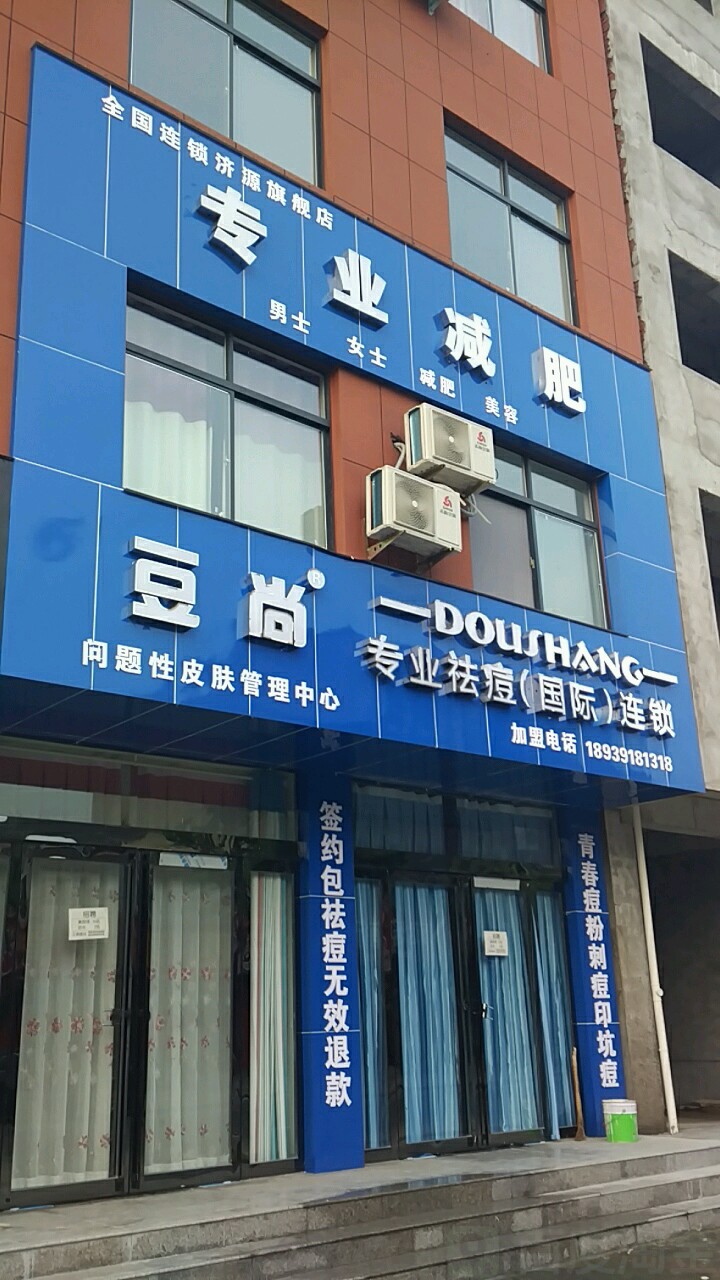 全国连锁济源旗舰店
专业减肥
男士 女士 减肥 美容
豆尚®
—DOUSHANG—
问题性皮肤管理中心
专业祛痘(国际)连锁
加盟电话 18939181318
签约包祛痘无效退款
青春痘粉刺痘印坑痘
招聘